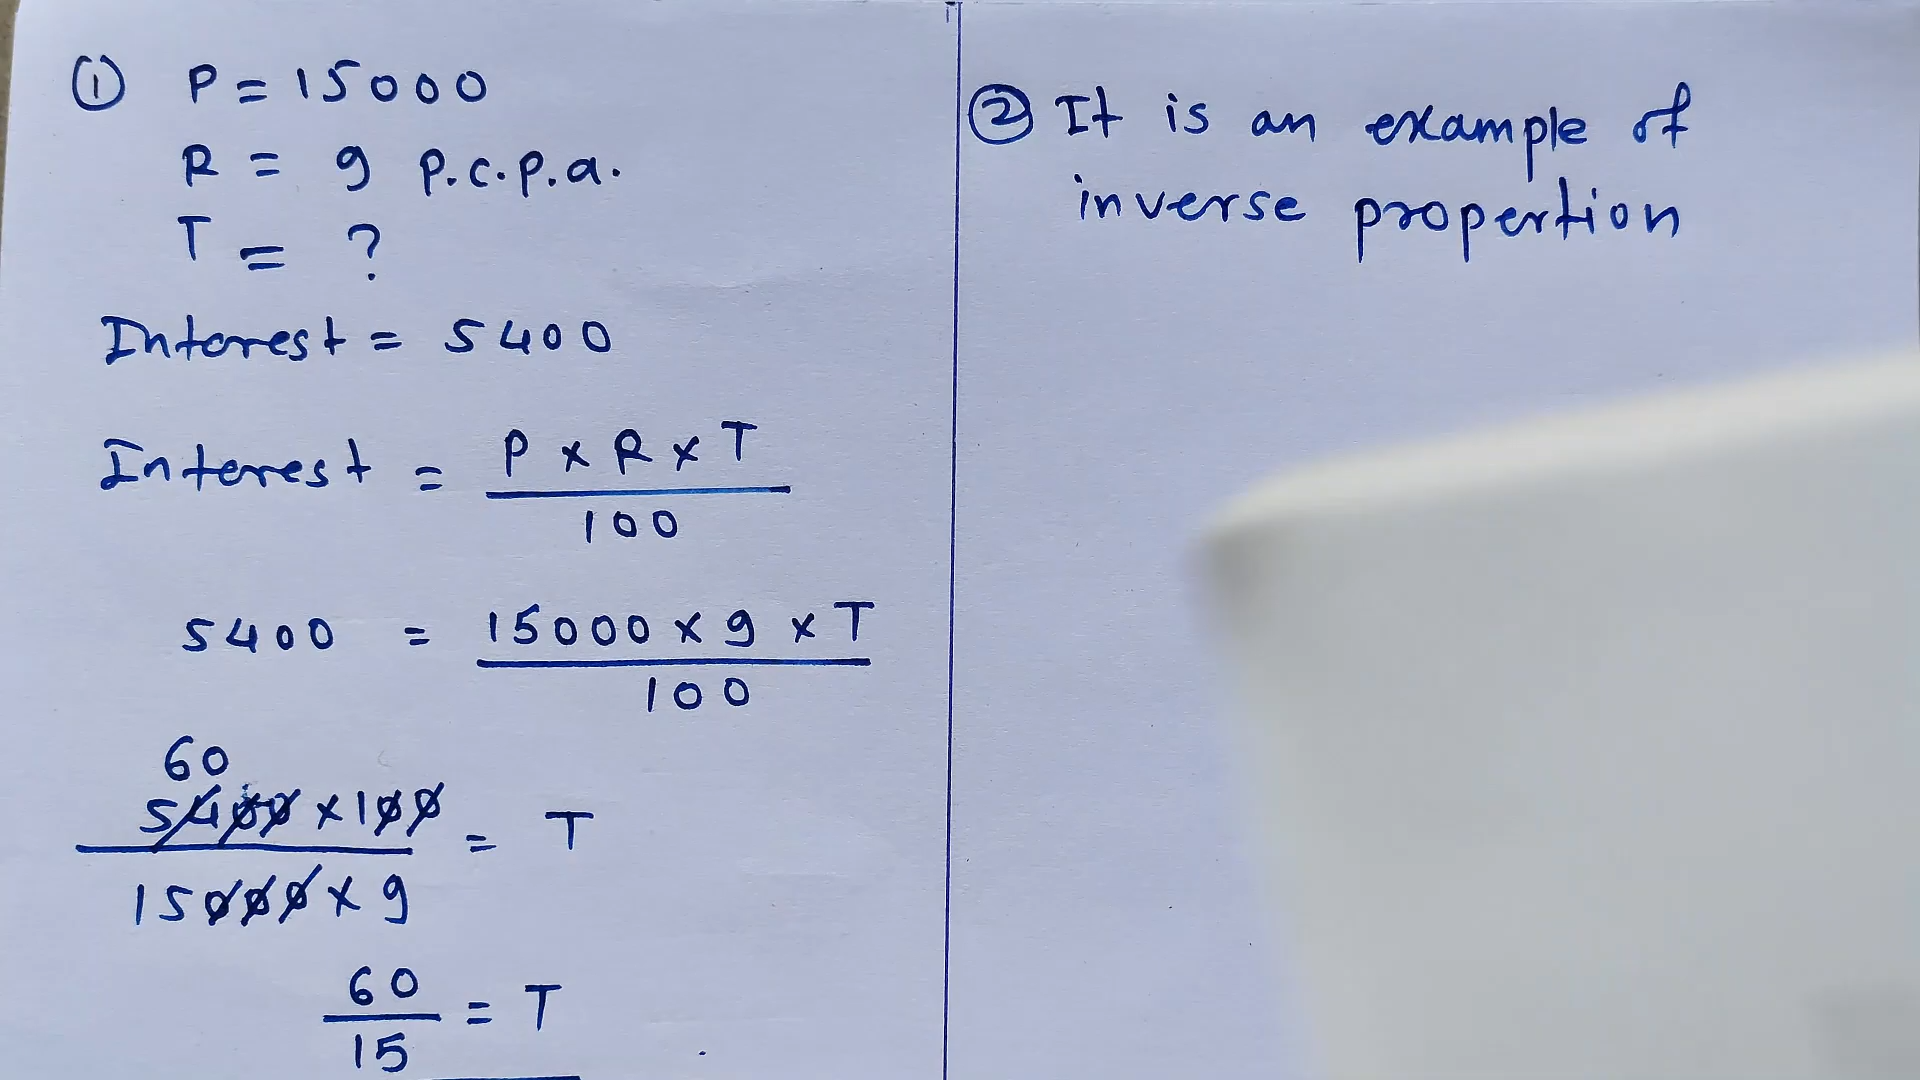 ① P = 15000
R = 9 p.c.p.a.
T = ?
Interest = 5400
Interest = P × R × T
100
5400 = 15000 × 9 × T
100
60
5400 × 100 = T
15000 × 9
60 = T
15
② It is an example of
inverse propertion